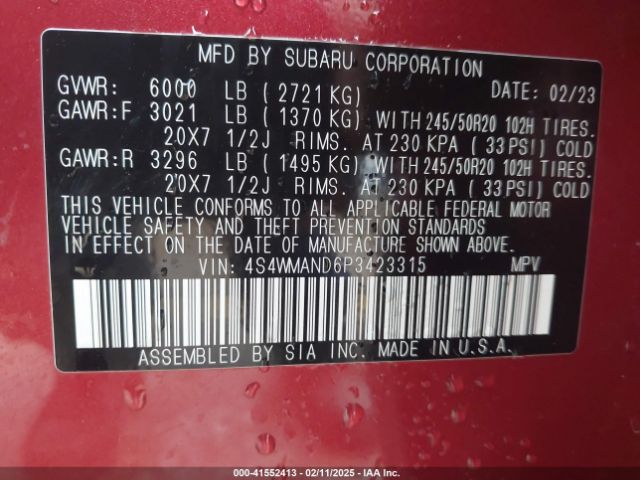 MFD BY SUBARU CORPORATION
GVWR: 6000 LB ( 2721 KG) DATE: 02/23
GAWR:F 3021 LB ( 1370 KG) WITH 245/50R20 102H TIRES.
20X7 1/2J RIMS. AT 230 KPA ( 33 PSI) COLD
GAWR:R 3296 LB ( 1495 KG) WITH 245/50R20 102H TIRES.
20X7 1/2J RIMS. AT 230 KPA ( 33 PSI) COLD
THIS VEHICLE CONFORMS TO ALL APPLICABLE FEDERAL MOTOR
VEHICLE SAFETY AND THEFT PREVENTION STANDARDS
IN EFFECT ON THE DATE OF MANUFACTURE SHOWN ABOVE.
VIN: 4S4WMAND6P3423315 MPV
ASSEMBLED BY SIA INC. MADE IN U.S.A.
000-41552413 - 02/11/2025 - IAA Inc.